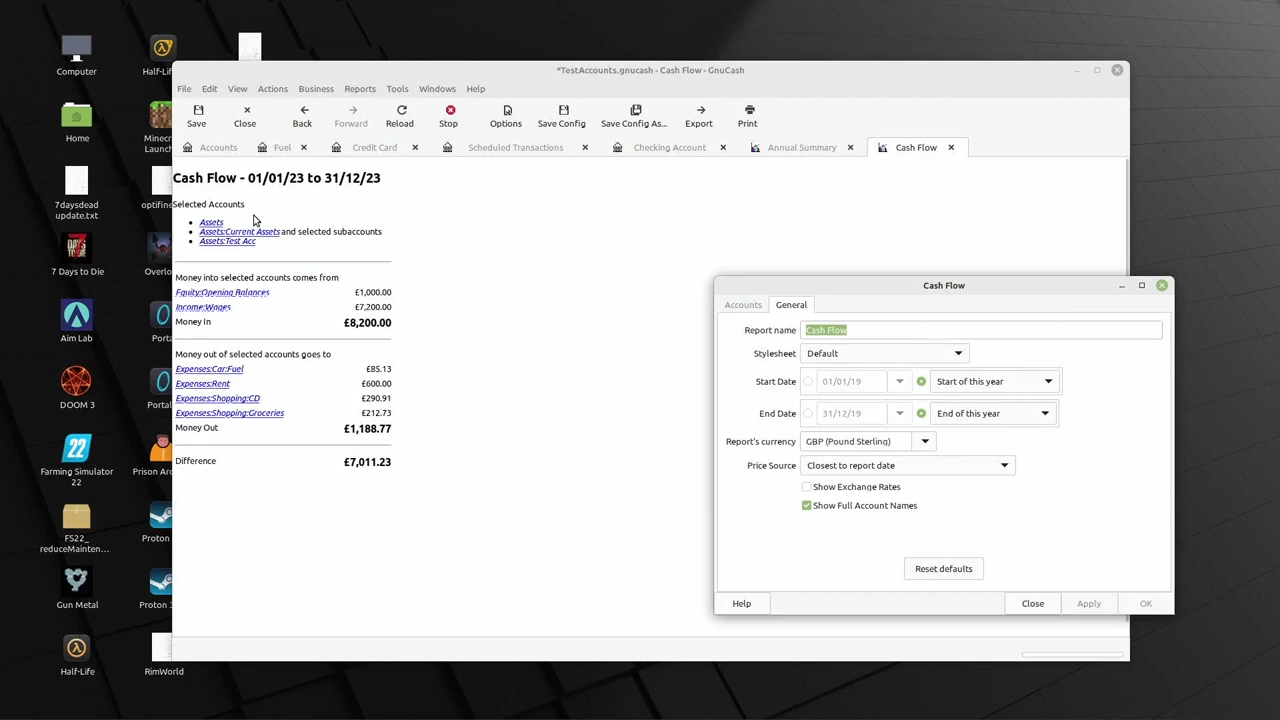 Computer
Half-Life
Home
Minecr
Launch
7daysdead
update.txt
optifine
7 Days to Die
Overlo
Aim Lab
Porta
DOOM 3
Portal
Farming Simulator
22
Prison Arc
FS22_
reduceMainten...
Proton
Gun Metal
Proton 3
Half-Life
RimWorld
*TestAccounts.gnucash - Cash Flow - GnuCash
File Edit View Actions Business Reports Tools Windows Help
Save Close Back Forward Reload Stop Options Save Config Save Config As... Export Print
Accounts Fuel Credit Card Scheduled Transactions Checking Account Annual Summary Cash Flow
Cash Flow - 01/01/23 to 31/12/23
Selected Accounts
Assets
Assets:Current Assets and selected subaccounts
Assets:Test Acc
Money into selected accounts comes from
Equity:Opening Balances £1,000.00
Income:Wages £7,200.00
Money In £8,200.00
Money out of selected accounts goes to
Expenses:Car:Fuel £85.13
Expenses:Rent £600.00
Expenses:Shopping:CD £290.91
Expenses:Shopping:Groceries £212.73
Money Out £1,188.77
Difference £7,011.23
Cash Flow
Accounts General
Report name Cash Flow
Stylesheet Default
Start Date 01/01/19 Start of this year
End Date 31/12/19 End of this year
Report's currency GBP (Pound Sterling)
Price Source Closest to report date
Show Exchange Rates
Show Full Account Names
Reset defaults
Help Close Apply OK